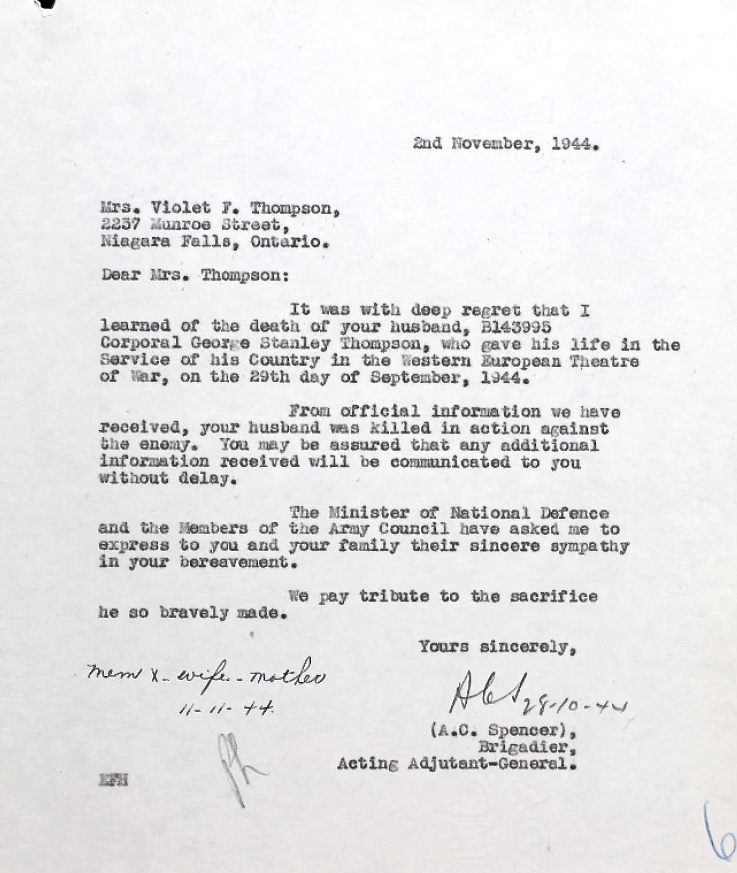 2nd November, 1944.
Mrs. Violet F. Thompson,
2237 Munroe Street,
Niagara Falls, Ontario.
Dear Mrs. Thompson:
It was with deep regret that I
learned of the death of your husband, B143995
Corporal George Stanley Thompson, who gave his life in the
Service of his Country in the Western European Theatre
of War, on the 29th day of September, 1944.
From official information we have
received, your husband was killed in action against
the enemy. You may be assured that any additional
information received will be communicated to you
without delay.
The Minister of National Defence
and the Members of the Army Council have asked me to
express to you and your family their sincere sympathy
in your bereavement.
We pay tribute to the sacrifice
he so bravely made.
Yours sincerely,
Mem X - wife - mother
11-11-44.
28-10-44
(A.C. Spencer),
Brigadier,
Acting Adjutant-General.
6